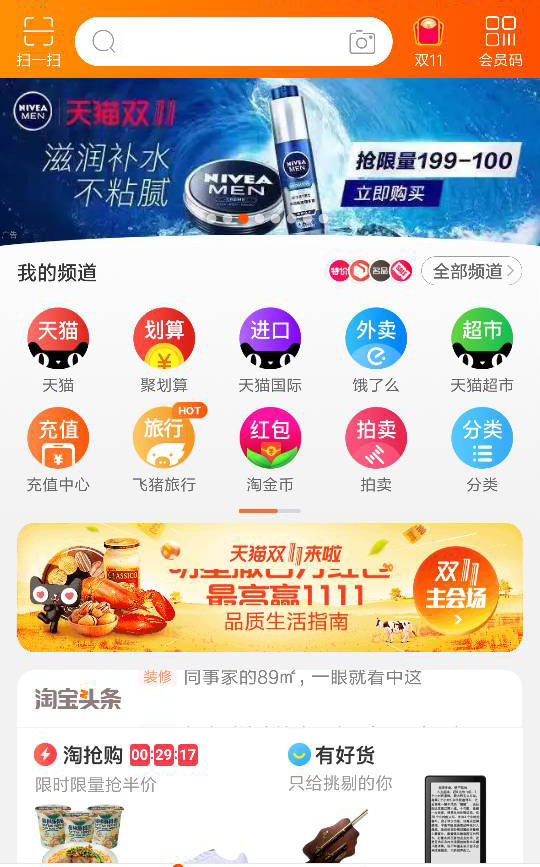 扫一扫
双11
会员码
NIVEA
MEN
天猫双11
滋润补水
不粘腻
NIVEA
MEN
NIVEA
MEN
抢限量199-100
立即购买
广告
我的频道
特价
名品
全部频道
天猫
划算
进口
外卖
超市
天猫
聚划算
天猫国际
饿了么
天猫超市
充值
旅行
HOT
红包
拍卖
分类
充值中心
飞猪旅行
淘金币
拍卖
分类
天猫双11来啦
最高赢1111
品质生活指南
CLASSICO
双11
主会场
淘宝头条
装修
同事家的89㎡，一眼就看中这
淘抢购
00:29:17
限时限量抢半价
有好货
只给挑剔的你